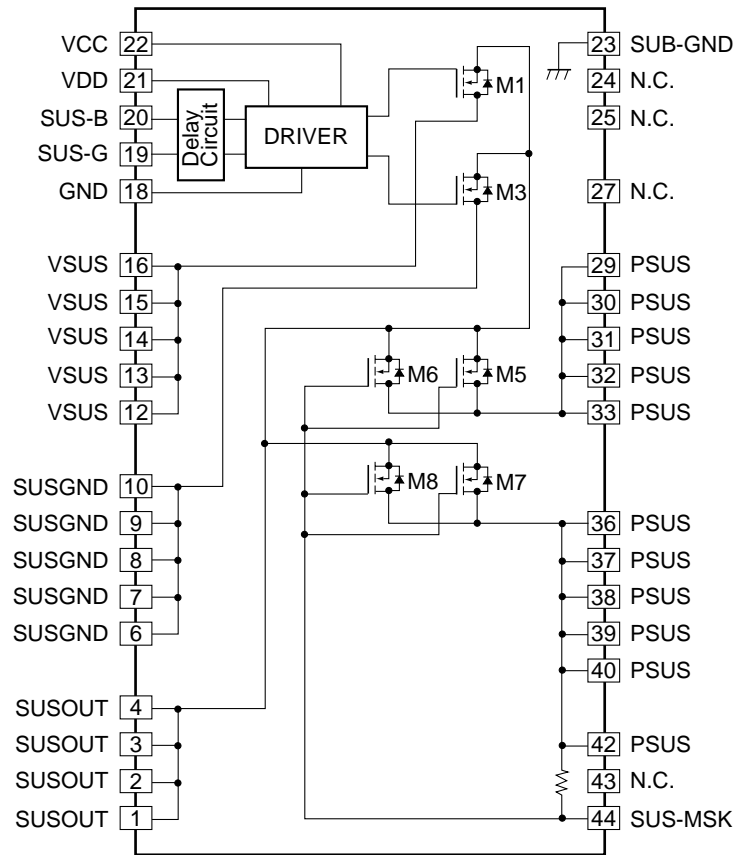 VCC 22
VDD 21
SUS-B 20
SUS-G 19
GND 18
VSUS 16
VSUS 15
VSUS 14
VSUS 13
VSUS 12
SUSGND 10
SUSGND 9
SUSGND 8
SUSGND 7
SUSGND 6
SUSOUT 4
SUSOUT 3
SUSOUT 2
SUSOUT 1
Delay
Circuit
DRIVER
M1
M3
M6
M5
M8
M7
23 SUB-GND
24 N.C.
25 N.C.
27 N.C.
29 PSUS
30 PSUS
31 PSUS
32 PSUS
33 PSUS
36 PSUS
37 PSUS
38 PSUS
39 PSUS
40 PSUS
42 PSUS
43 N.C.
44 SUS-MSK